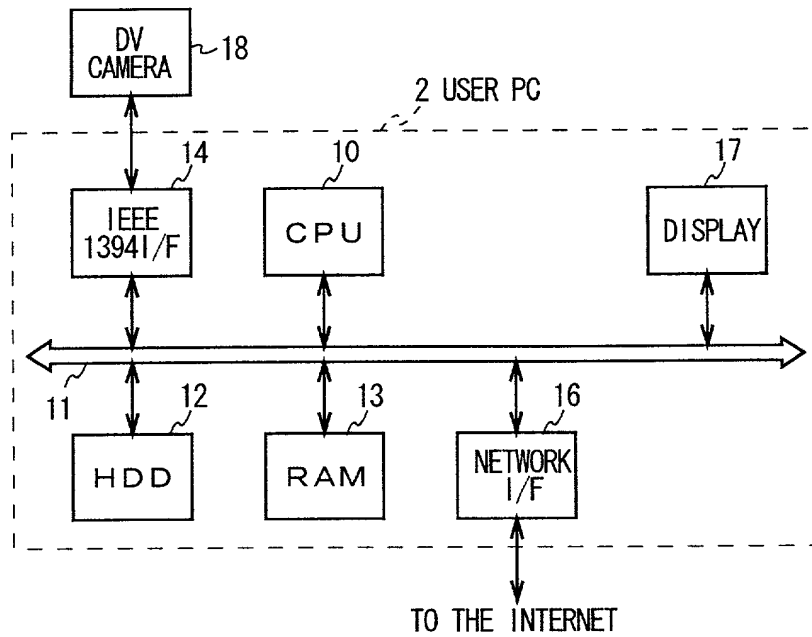 DV
CAMERA
18
2 USER PC
14
10
17
IEEE
1394I/F
CPU
DISPLAY
11
12
13
16
HDD
RAM
NETWORK
I/F
TO THE INTERNET